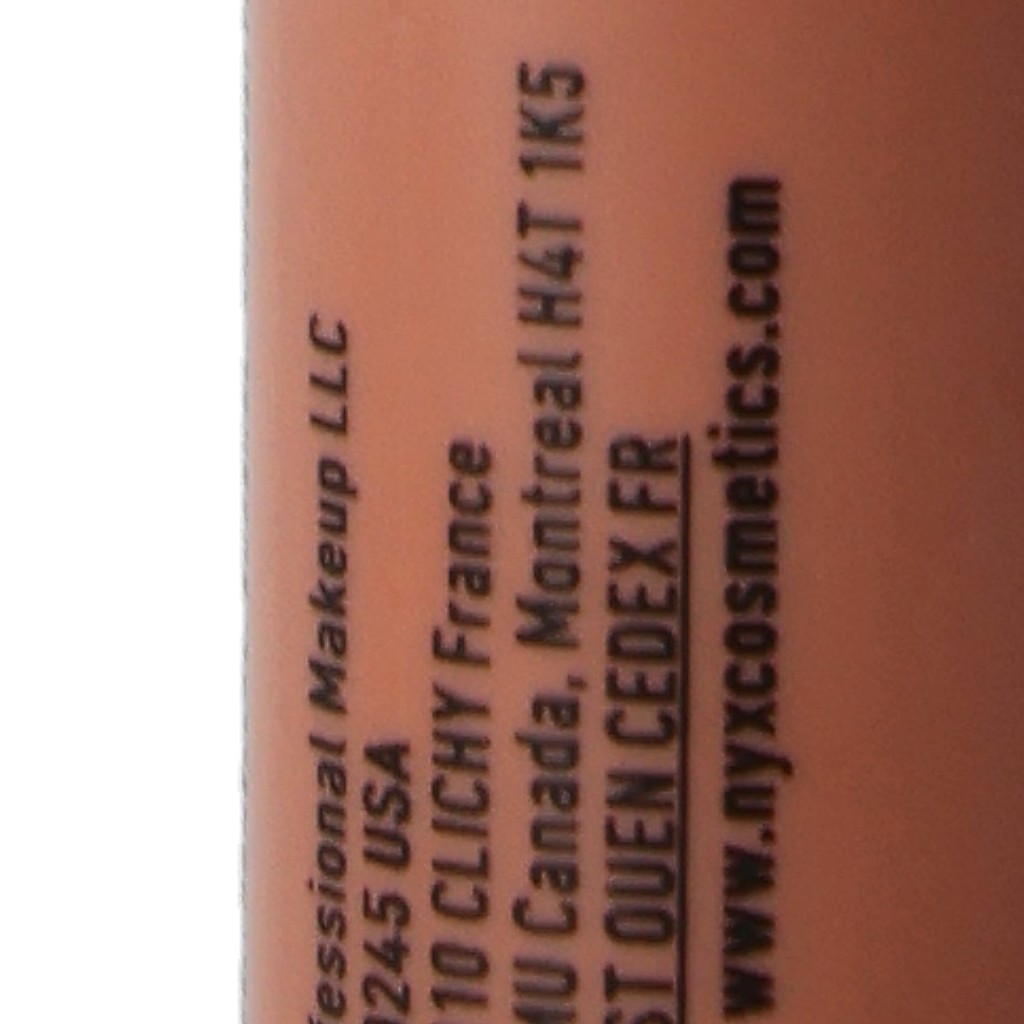 fessional Makeup LLC
0245 USA
10 CLICHY France
MU Canada, Montreal H4T 1K5
ST OUEN CEDEX FR
www.nyxcosmetics.com